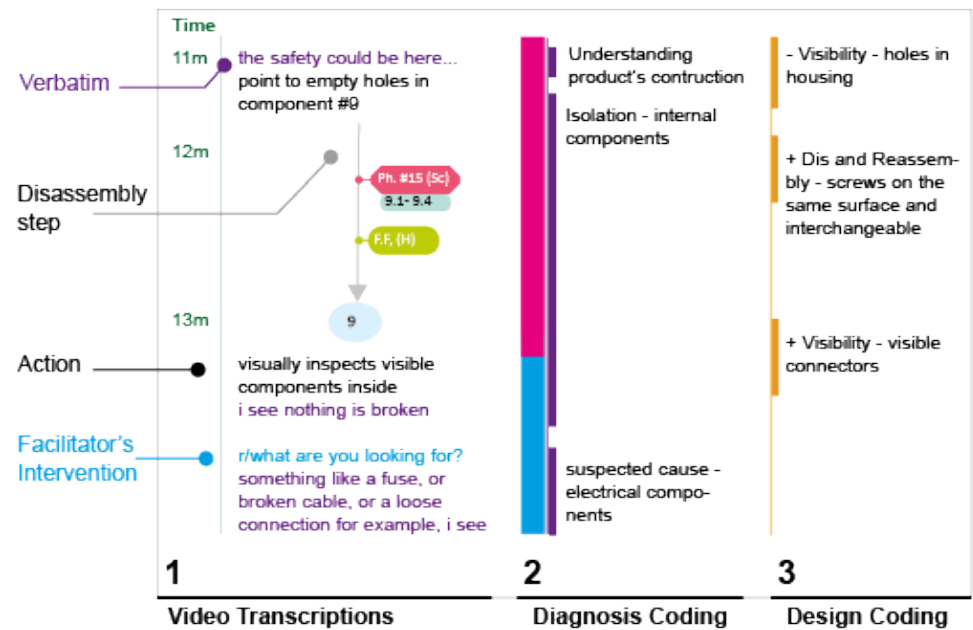 Time
11m
the safety could be here...
point to empty holes in
component #9
Verbatim
12m
Disassembly
step
Ph. #15 (Sc)
9.1- 9.4
F.F, (H)
13m
9
Action
visually inspects visible
components inside
i see nothing is broken
Facilitator's
Intervention
r/what are you looking for?
something like a fuse, or
broken cable, or a loose
connection for example, i see
Understanding
product's contruction
Isolation - internal
components
suspected cause -
electrical compo-
nents
- Visibility - holes in
housing
+ Dis and Reassem-
bly - screws on the
same surface and
interchangeable
+ Visibility - visible
connectors
1
2
3
Video Transcriptions
Diagnosis Coding
Design Coding